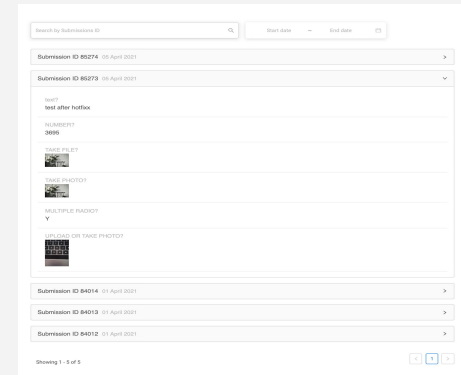 Search by Submissions ID
Start date – End date
Submission ID 85274 05 April 2021 >
Submission ID 85273 05 April 2021
text?
test after hotfixx
NUMBER?
3695
TAKE FILE?
TAKE PHOTO?
MULTIPLE RADIO?
Y
UPLOAD OR TAKE PHOTO?
Submission ID 84014 01 April 2021 >
Submission ID 84013 01 April 2021 >
Submission ID 84012 01 April 2021 >
Showing 1 - 5 of 5
< 1 >